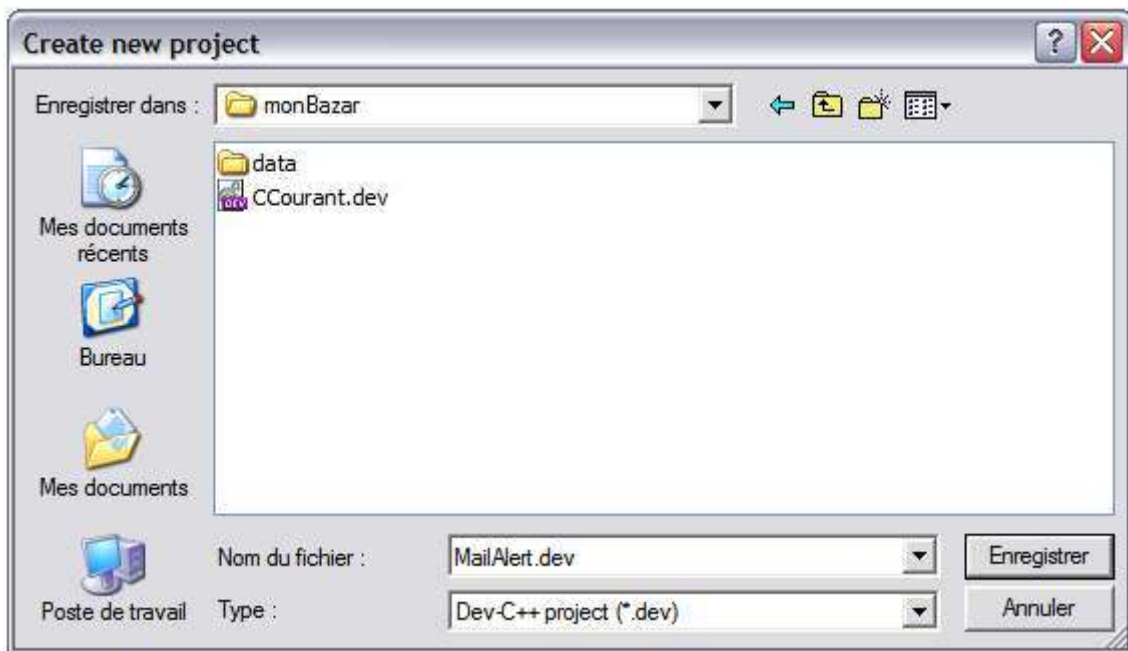 Create new project
Enregistrer dans :
monBazar
data
CCourant.dev
Mes documents
récents
Bureau
Mes documents
Poste de travail
Nom du fichier :
MailAlert.dev
Enregistrer
Type :
Dev-C++ project (*.dev)
Annuler